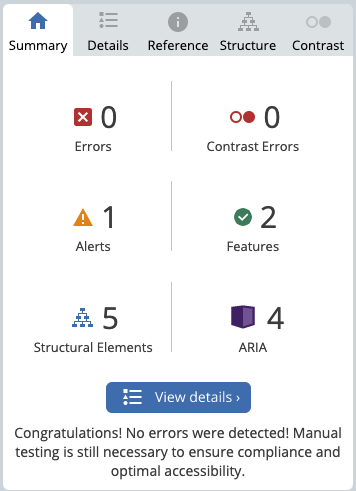 Summary Details Reference Structure Contrast
0 0
Errors Contrast Errors
1 2
Alerts Features
5 4
Structural Elements ARIA
View details ›
Congratulations! No errors were detected! Manual
testing is still necessary to ensure compliance and
optimal accessibility.